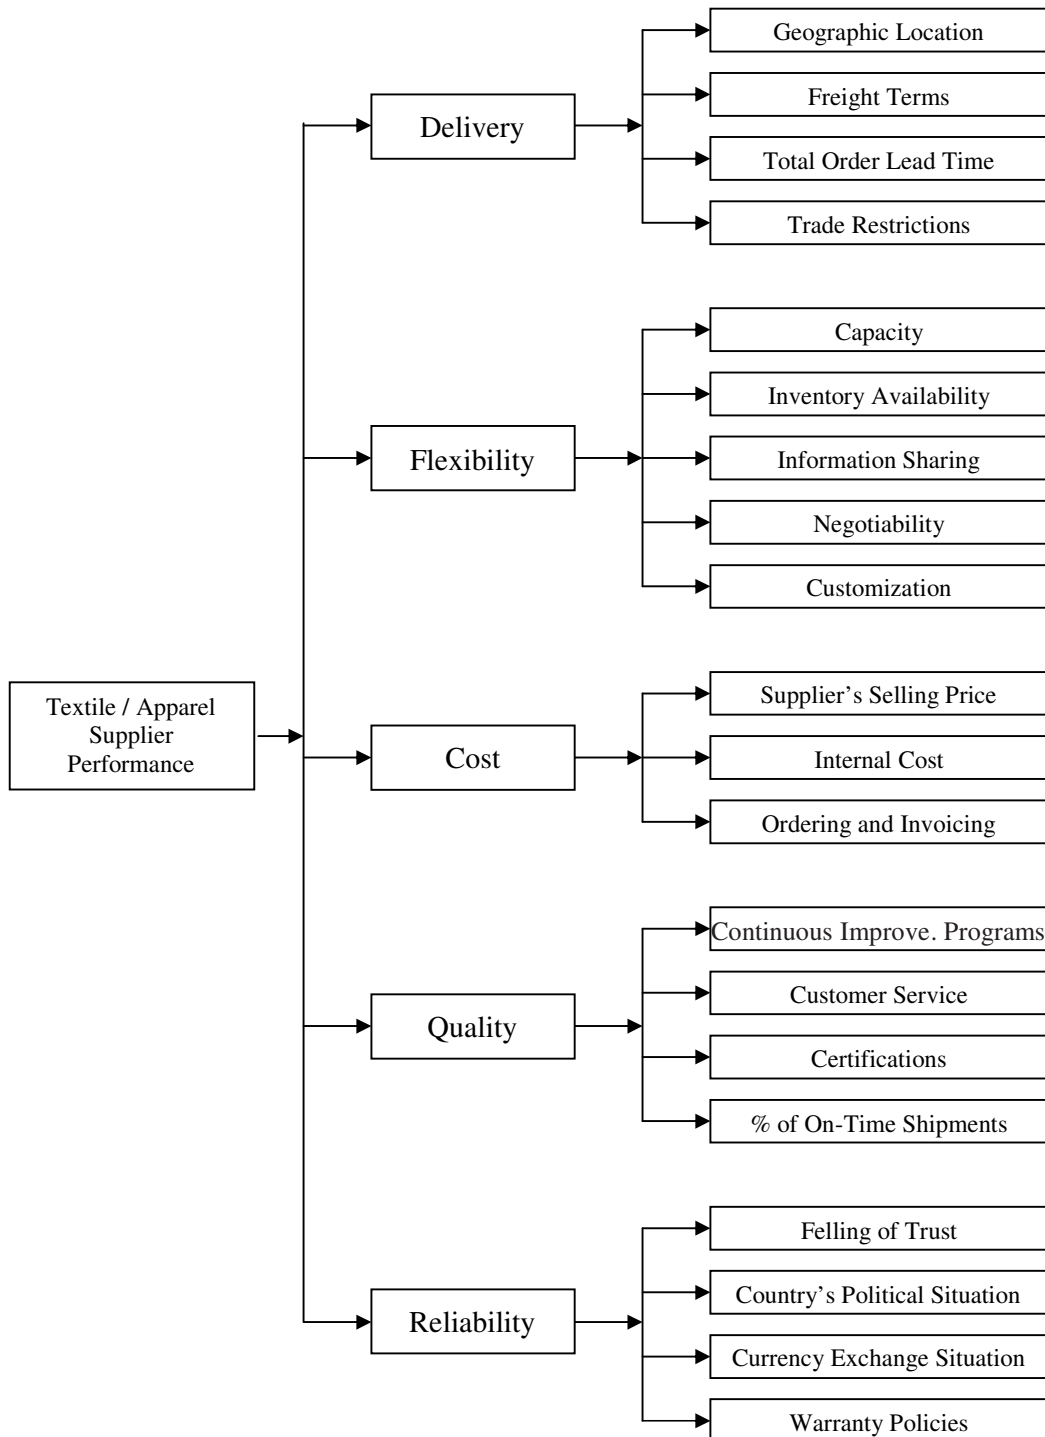 Geographic Location
Freight Terms
Delivery
Total Order Lead Time
Trade Restrictions
Capacity
Inventory Availability
Flexibility
Information Sharing
Negotiability
Customization
Textile / Apparel
Supplier
Performance
Supplier’s Selling Price
Cost
Internal Cost
Ordering and Invoicing
Continuous Improve. Programs
Customer Service
Quality
Certifications
% of On-Time Shipments
Felling of Trust
Country’s Political Situation
Reliability
Currency Exchange Situation
Warranty Policies